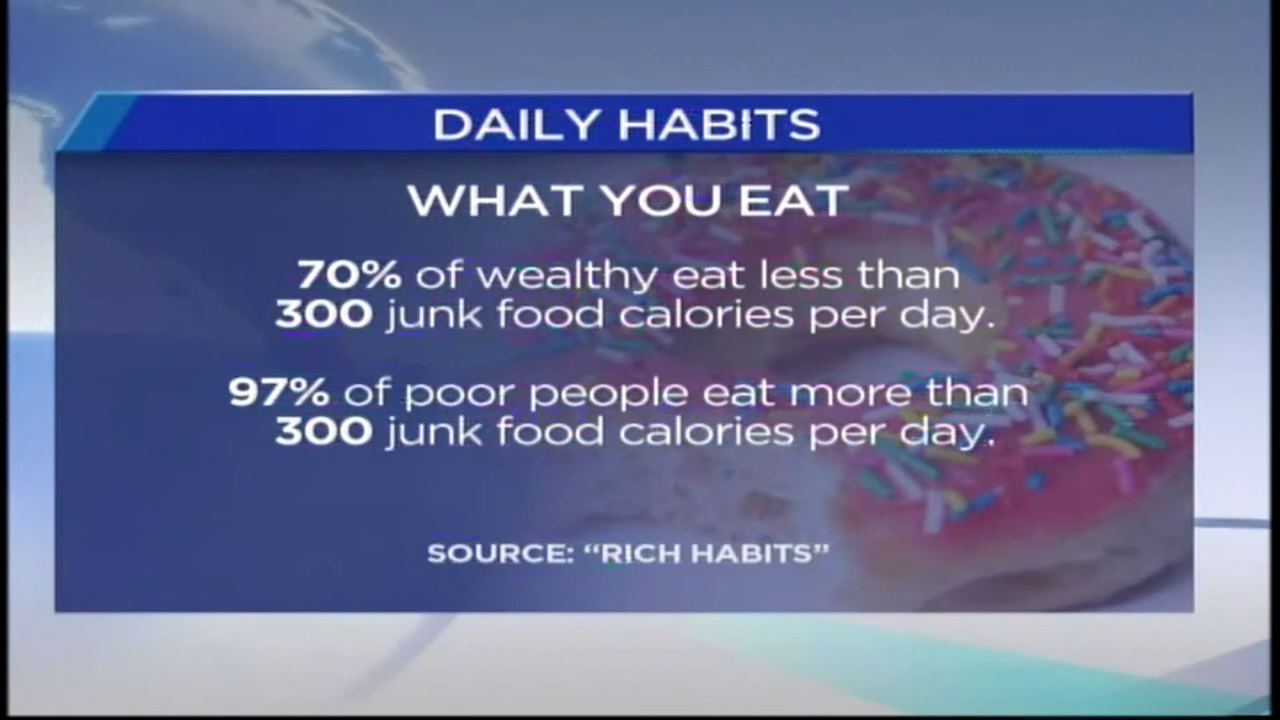 DAILY HABITS
WHAT YOU EAT
70% of wealthy eat less than
300 junk food calories per day.
97% of poor people eat more than
300 junk food calories per day.
SOURCE: “RICH HABITS”